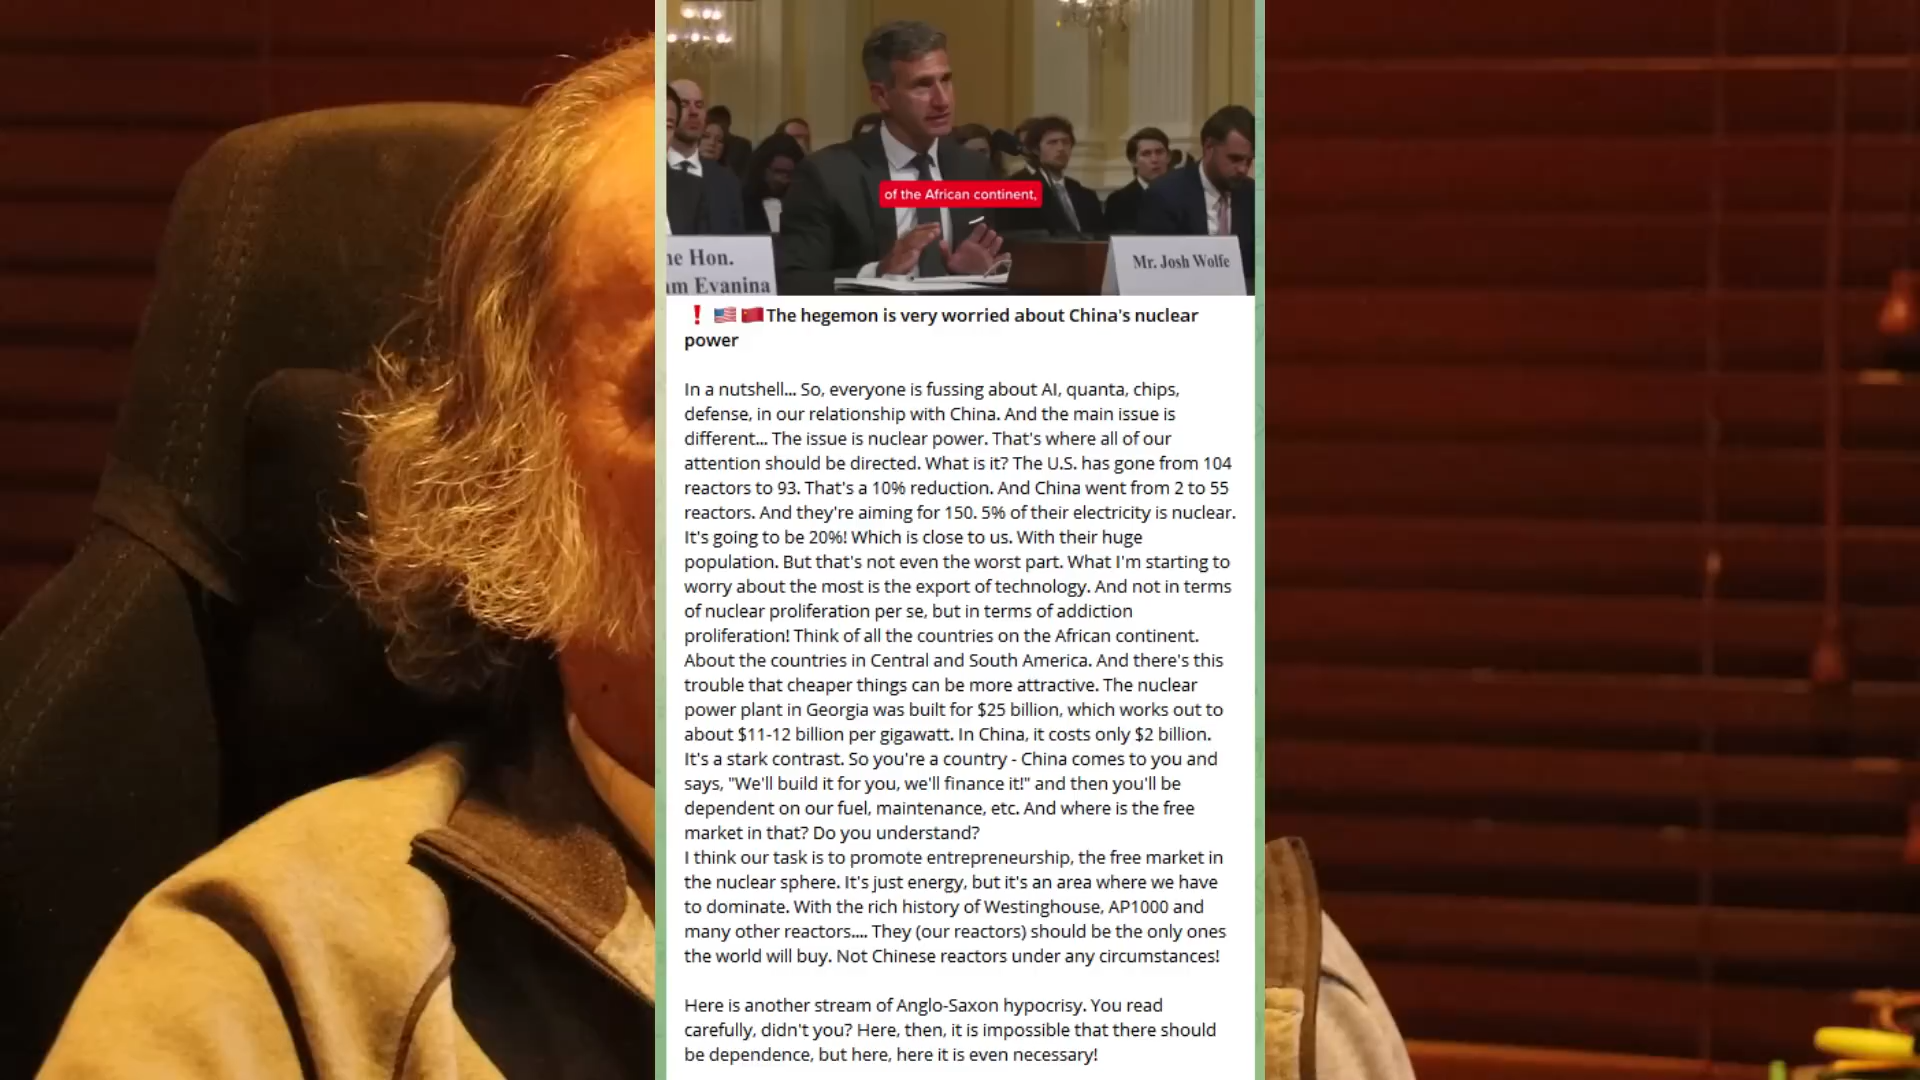 of the African continent,
he Hon.
am Evanina
Mr. Josh Wolfe
❗ 🇺🇸 🇨🇳The hegemon is very worried about China's nuclear
power
In a nutshell... So, everyone is fussing about AI, quanta, chips,
defense, in our relationship with China. And the main issue is
different... The issue is nuclear power. That's where all of our
attention should be directed. What is it? The U.S. has gone from 104
reactors to 93. That's a 10% reduction. And China went from 2 to 55
reactors. And they're aiming for 150. 5% of their electricity is nuclear.
It's going to be 20%! Which is close to us. With their huge
population. But that's not even the worst part. What I'm starting to
worry about the most is the export of technology. And not in terms
of nuclear proliferation per se, but in terms of addiction
proliferation! Think of all the countries on the African continent.
About the countries in Central and South America. And there's this
trouble that cheaper things can be more attractive. The nuclear
power plant in Georgia was built for $25 billion, which works out to
about $11-12 billion per gigawatt. In China, it costs only $2 billion.
It's a stark contrast. So you're a country - China comes to you and
says, "We'll build it for you, we'll finance it!" and then you'll be
dependent on our fuel, maintenance, etc. And where is the free
market in that? Do you understand?
I think our task is to promote entrepreneurship, the free market in
the nuclear sphere. It's just energy, but it's an area where we have
to dominate. With the rich history of Westinghouse, AP1000 and
many other reactors.... They (our reactors) should be the only ones
the world will buy. Not Chinese reactors under any circumstances!
Here is another stream of Anglo-Saxon hypocrisy. You read
carefully, didn't you? Here, then, it is impossible that there should
be dependence, but here, here it is even necessary!